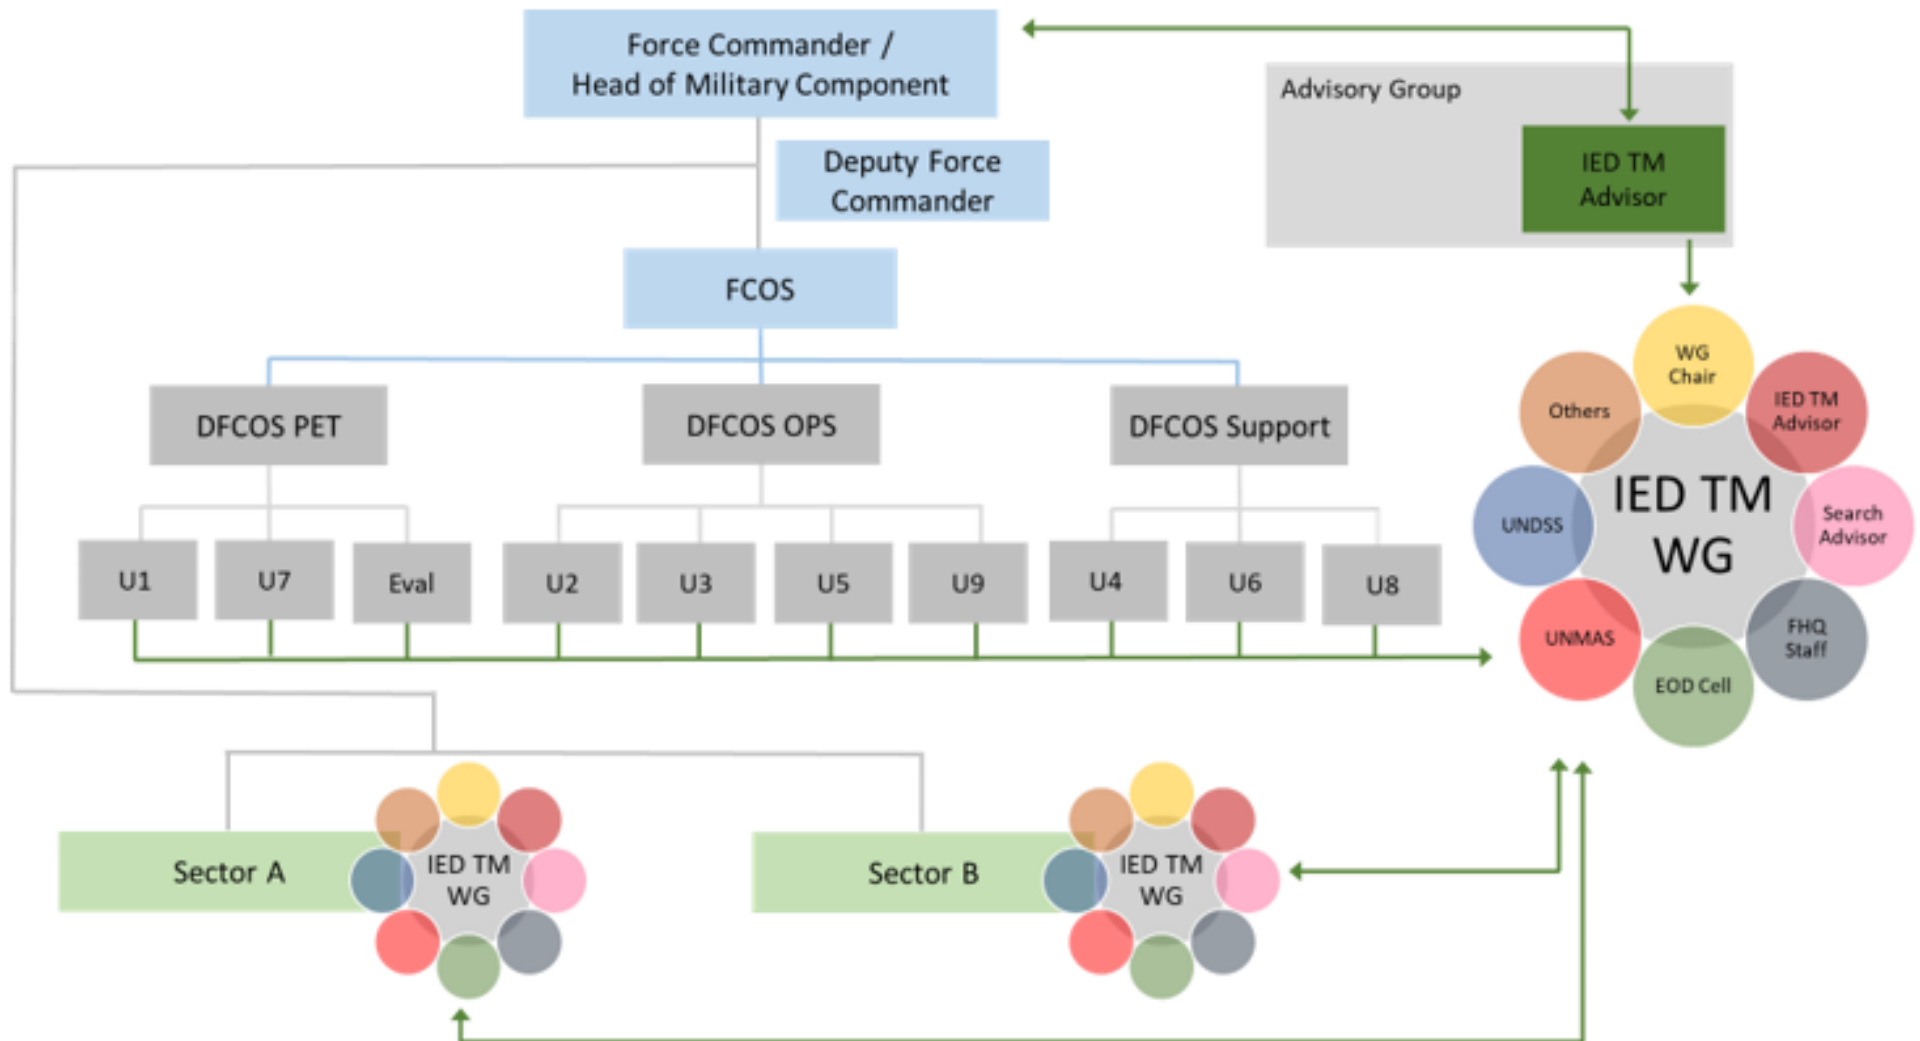 Force Commander /
Head of Military Component
Advisory Group
IED TM
Advisor
Deputy Force
Commander
FCOS
DFCOS PET
DFCOS OPS
DFCOS Support
U1
U7
Eval
U2
U3
U5
U9
U4
U6
U8
WG
Chair
IED TM
Advisor
Search
Advisor
FHQ
Staff
EOD Cell
UNMAS
UNDSS
Others
IED TM
WG
Sector A
IED TM
WG
Sector B
IED TM
WG